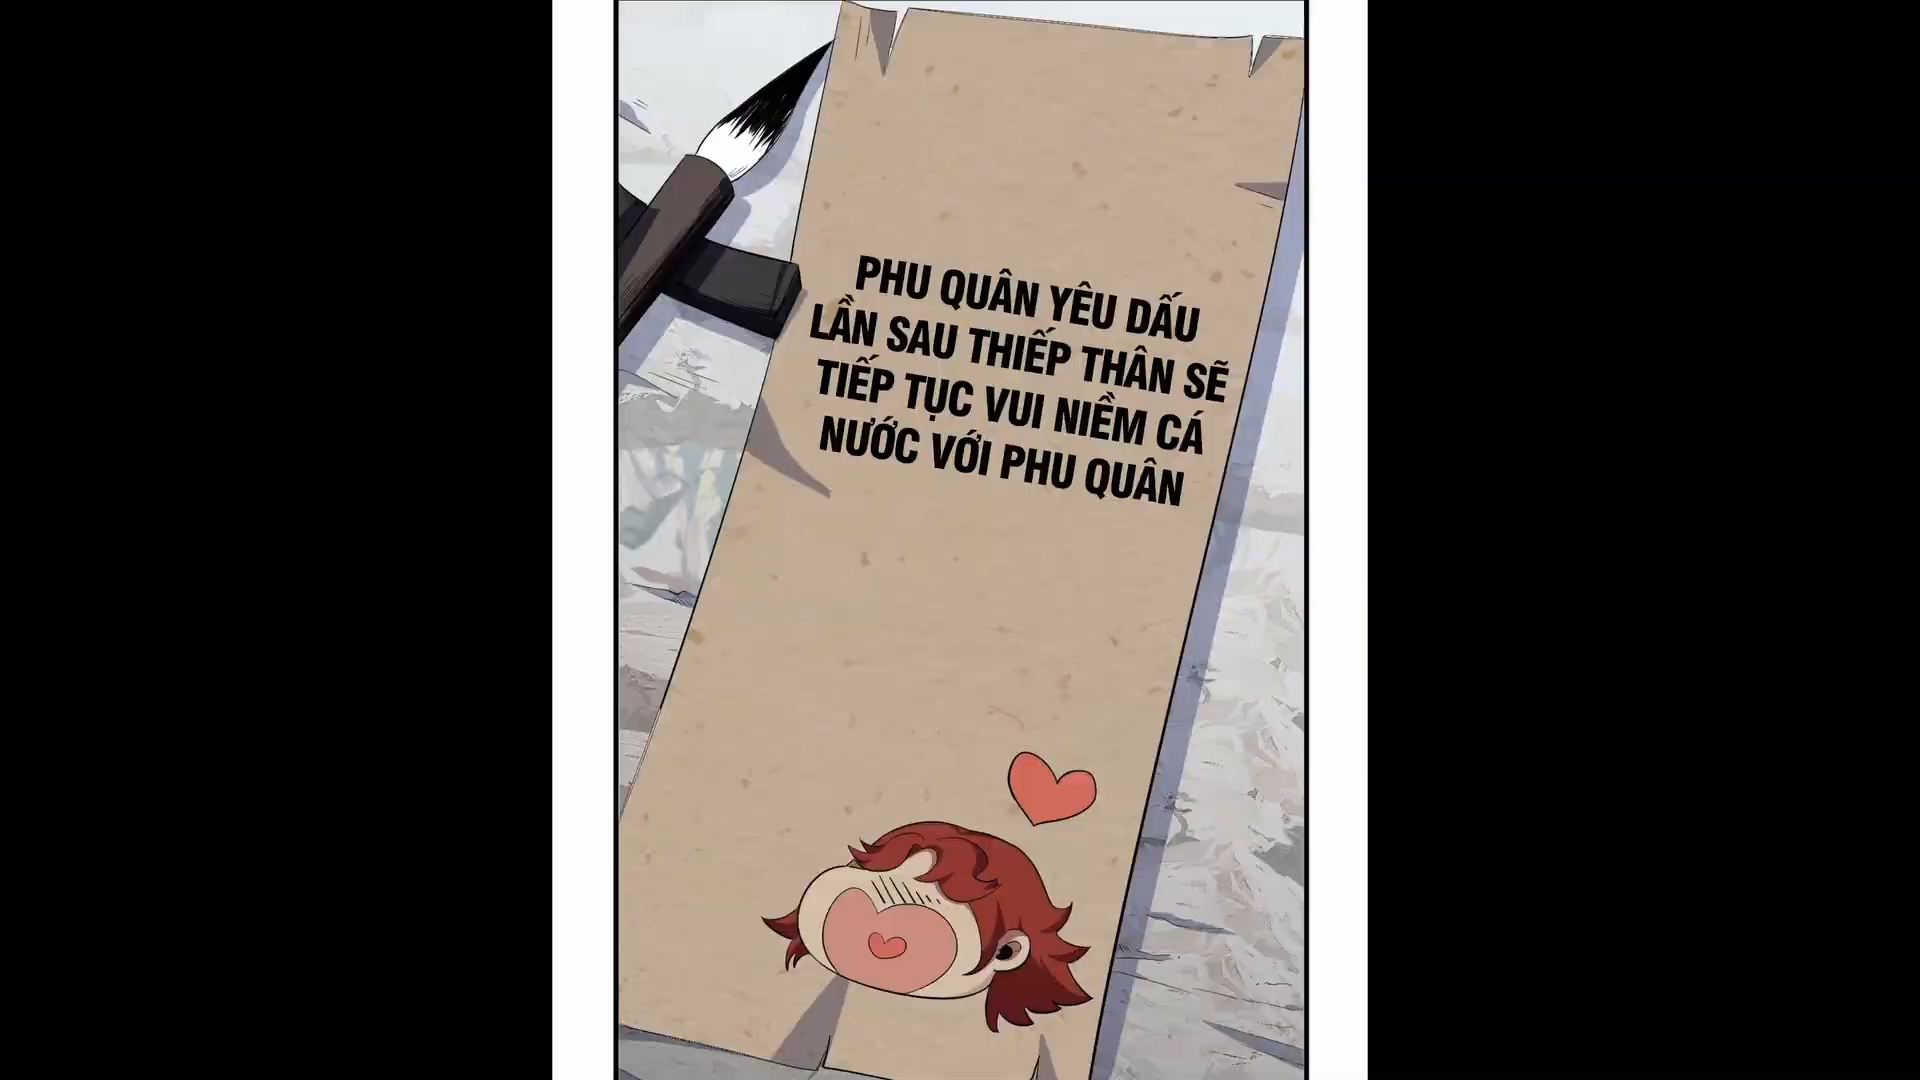 PHU QUÂN YÊU DẤU
LẦN SAU THIẾP THÂN SẼ
TIẾP TỤC VUI NIỀM CÁ
NƯỚC VỚI PHU QUÂN